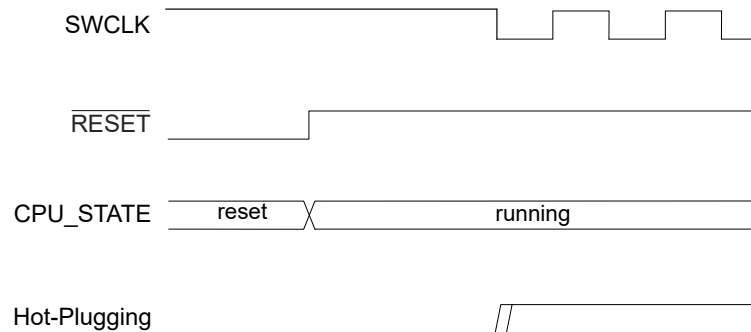 SWCLK
RESET
CPU_STATE reset running
Hot-Plugging